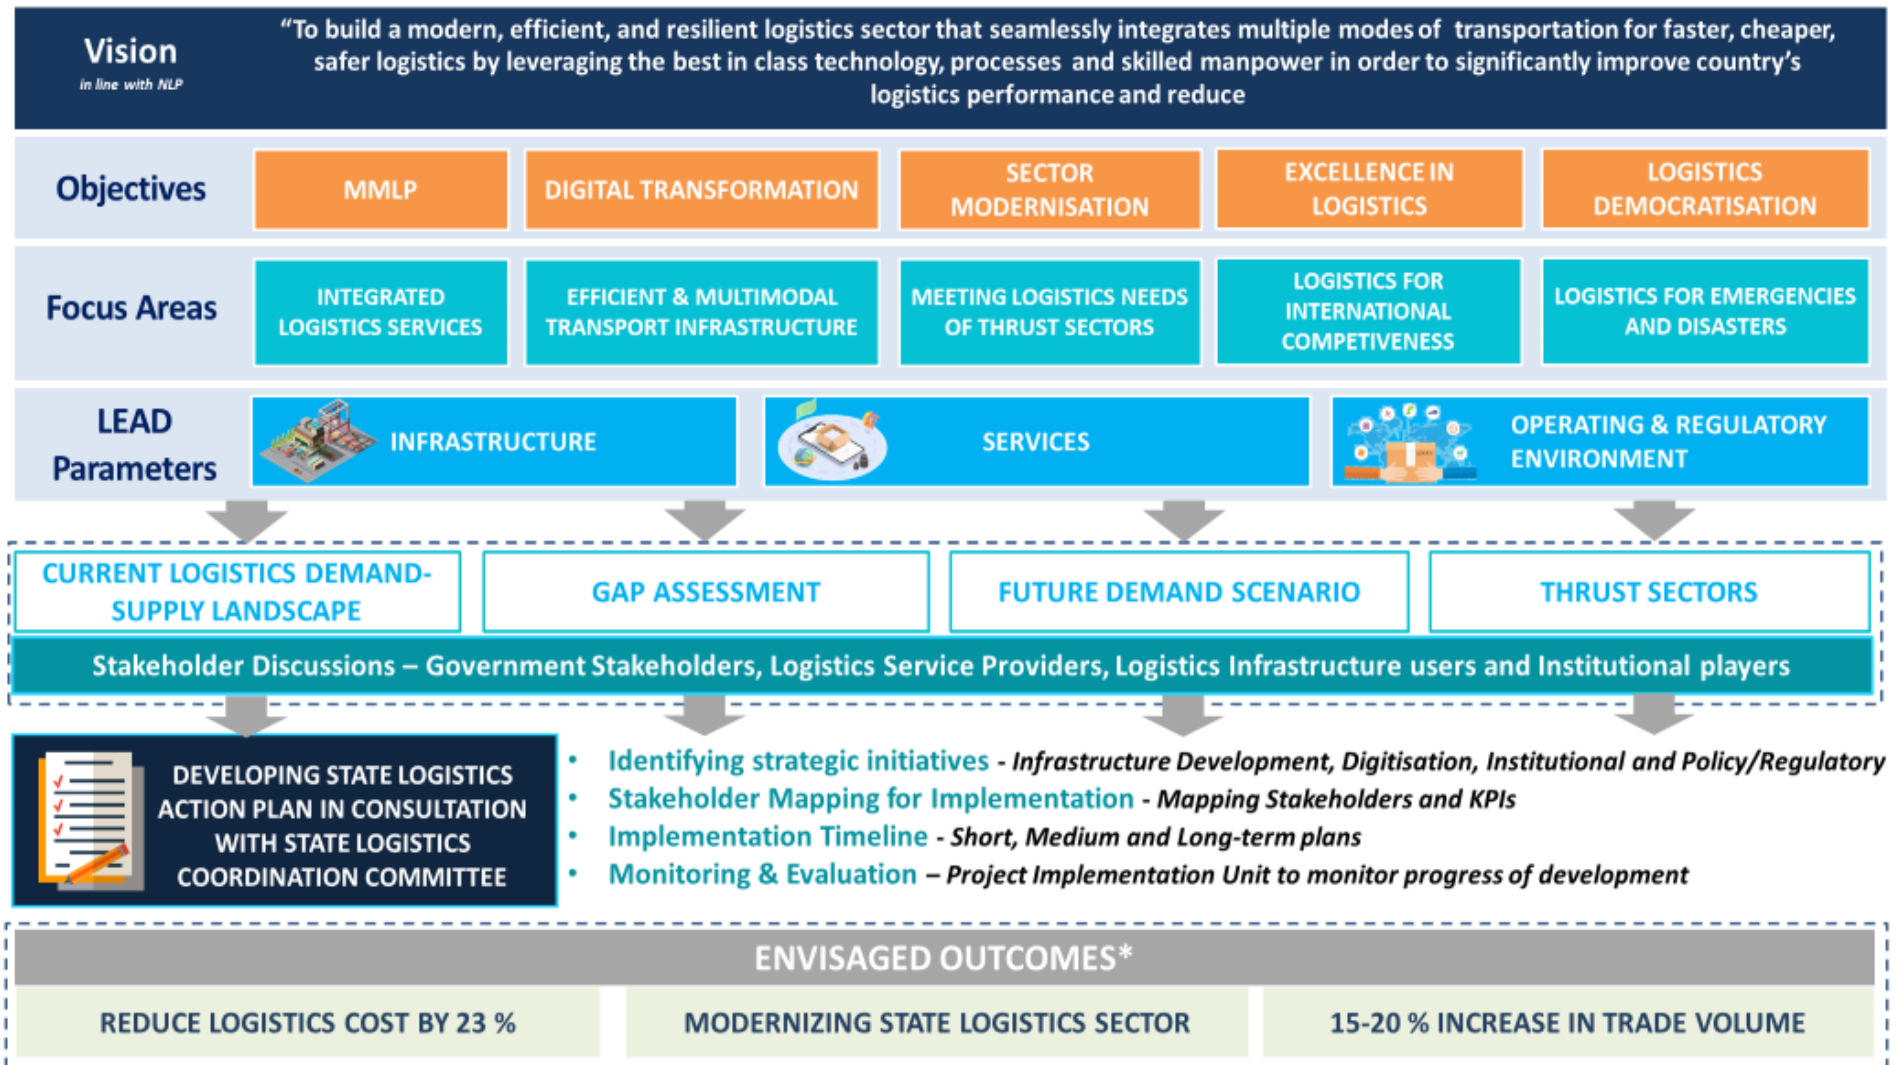 Vision
in line with NLP
“To build a modern, efficient, and resilient logistics sector that seamlessly integrates multiple modes of transportation for faster, cheaper,
safer logistics by leveraging the best in class technology, processes and skilled manpower in order to significantly improve country’s
logistics performance and reduce
Objectives
MMLP
DIGITAL TRANSFORMATION
SECTOR
MODERNISATION
EXCELLENCE IN
LOGISTICS
LOGISTICS
DEMOCRATISATION
Focus Areas
INTEGRATED
LOGISTICS SERVICES
EFFICIENT & MULTIMODAL
TRANSPORT INFRASTRUCTURE
MEETING LOGISTICS NEEDS
OF THRUST SECTORS
LOGISTICS FOR
INTERNATIONAL
COMPETIVENESS
LOGISTICS FOR EMERGENCIES
AND DISASTERS
LEAD
Parameters
INFRASTRUCTURE
SERVICES
OPERATING & REGULATORY
ENVIRONMENT
CURRENT LOGISTICS DEMAND-
SUPPLY LANDSCAPE
GAP ASSESSMENT
FUTURE DEMAND SCENARIO
THRUST SECTORS
Stakeholder Discussions – Government Stakeholders, Logistics Service Providers, Logistics Infrastructure users and Institutional players
DEVELOPING STATE LOGISTICS
ACTION PLAN IN CONSULTATION
WITH STATE LOGISTICS
COORDINATION COMMITTEE
• Identifying strategic initiatives - Infrastructure Development, Digitisation, Institutional and Policy/Regulatory
• Stakeholder Mapping for Implementation - Mapping Stakeholders and KPIs
• Implementation Timeline - Short, Medium and Long-term plans
• Monitoring & Evaluation – Project Implementation Unit to monitor progress of development
ENVISAGED OUTCOMES*
REDUCE LOGISTICS COST BY 23 %
MODERNIZING STATE LOGISTICS SECTOR
15-20 % INCREASE IN TRADE VOLUME